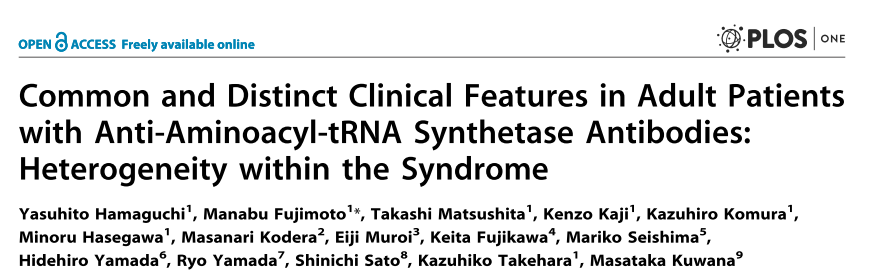 OPEN ACCESS Freely available online
PLOS ONE
Common and Distinct Clinical Features in Adult Patients
with Anti-Aminoacyl-tRNA Synthetase Antibodies:
Heterogeneity within the Syndrome
Yasuhito Hamaguchi1, Manabu Fujimoto1*, Takashi Matsushita1, Kenzo Kaji1, Kazuhiro Komura1,
Minoru Hasegawa1, Masanari Kodera2, Eiji Muroi3, Keita Fujikawa4, Mariko Seishima5,
Hidehiro Yamada6, Ryo Yamada7, Shinichi Sato8, Kazuhiko Takehara1, Masataka Kuwana9